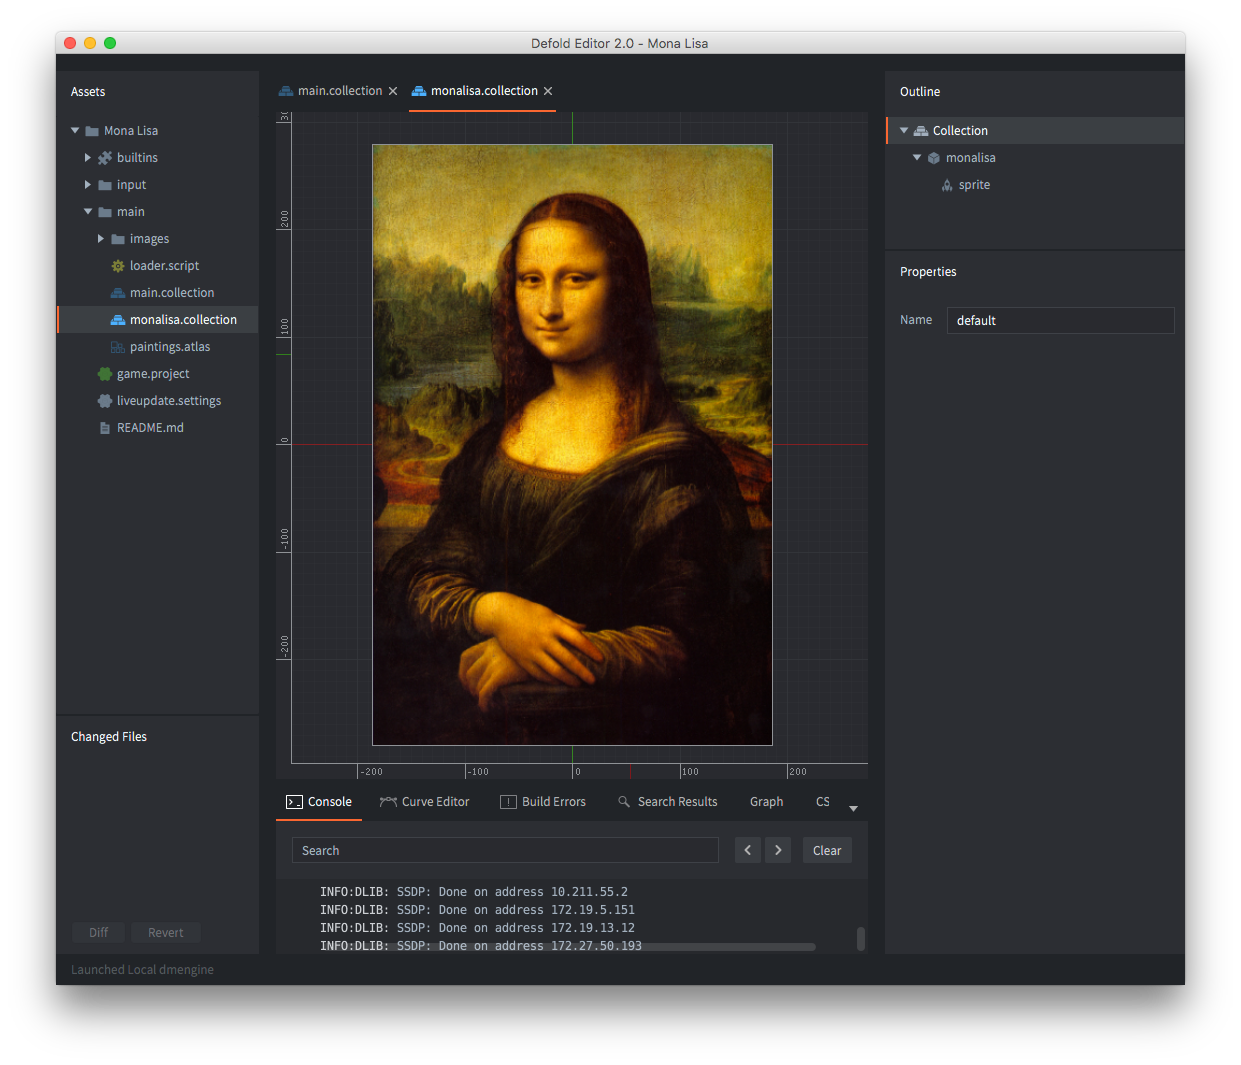 Defold Editor 2.0 - Mona Lisa
Assets
Mona Lisa
builtins
input
main
images
loader.script
main.collection
monalisa.collection
paintings.atlas
game.project
liveupdate.settings
README.md
Changed Files
Diff
Revert
Launched Local dmengine
main.collection
monalisa.collection
200
100
0
-100
-200
-200
-100
0
100
200
Console
Curve Editor
Build Errors
Search Results
Graph
CS
Search
Clear
INFO:DLIB: SSDP: Done on address 10.211.55.2
INFO:DLIB: SSDP: Done on address 172.19.5.151
INFO:DLIB: SSDP: Done on address 172.19.13.12
INFO:DLIB: SSDP: Done on address 172.27.50.193
Outline
Collection
monalisa
sprite
Properties
Name
default